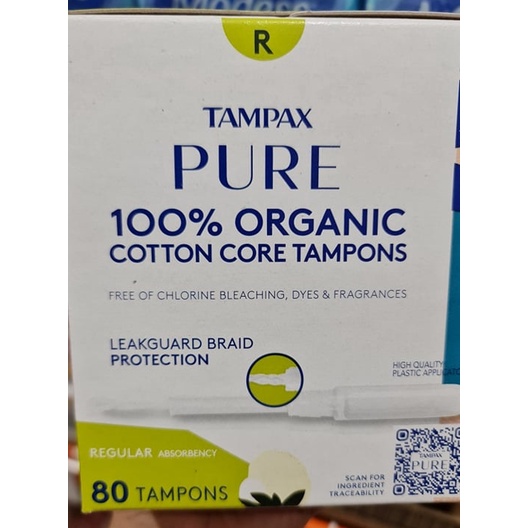 R
TAMPAX
PURE
100% ORGANIC
COTTON CORE TAMPONS
FREE OF CHLORINE BLEACHING, DYES & FRAGRANCES
LEAKGUARD BRAID
PROTECTION
HIGH QUALITY
PLASTIC
REGULAR ABSORBENCY
80 TAMPONS
SCAN FOR
INGREDIENT
TRACEABILITY
TAMPAX
PURE